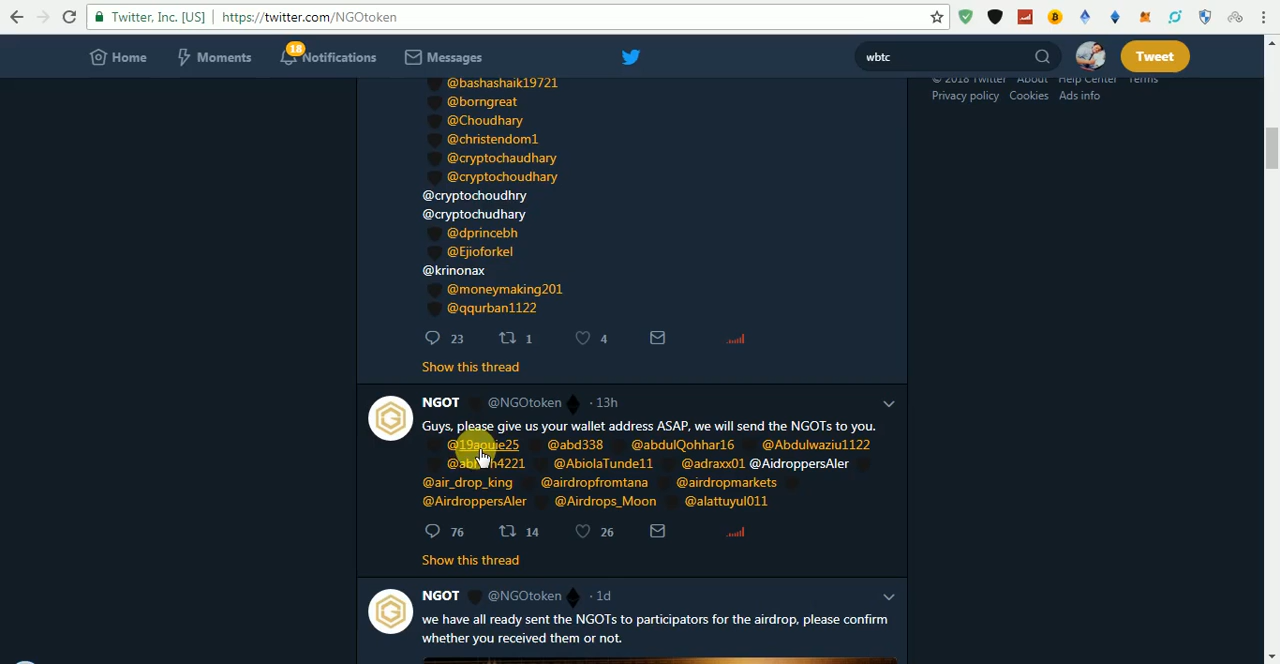 Twitter, Inc. [US] https://twitter.com/NGOtoken
Home Moments 18 Notifications Messages wbtc Tweet
© 2018 Twitter About Help Center Terms
Privacy policy Cookies Ads info
@bashashaik19721
@borngreat
@Choudhary
@christendom1
@cryptochaudhary
@cryptochoudhary
@cryptochoudhry
@cryptochudhary
@dprincebh
@Ejioforkel
@krinonax
@moneymaking201
@qqurban1122
23 1 4
Show this thread
NGOT @NGOtoken · 13h
Guys, please give us your wallet address ASAP, we will send the NGOTs to you.
@abd338 @abdulQohhar16 @Abdulwaziu1122
@AbiolaTunde11 @adraxx01 @AidroppersAler
@air_drop_king @airdropfromtana @airdropmarkets
@AirdroppersAler @Airdrops_Moon @alattuyul011
76 14 26
Show this thread
NGOT @NGOtoken · 1d
we have all ready sent the NGOTs to participators for the airdrop, please confirm
whether you received them or not.